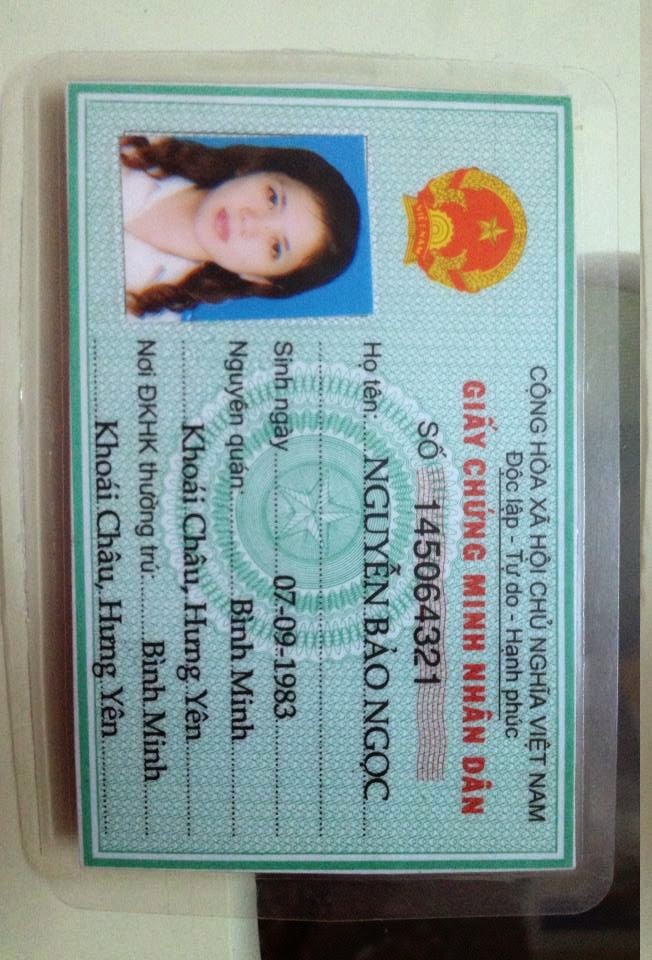 CỘNG HÒA XÃ HỘI CHỦ NGHĨA VIỆT NAM
Độc lập - Tự do - Hạnh phúc
GIẤY CHỨNG MINH NHÂN DÂN
SỐ 145064321
Họ tên: NGUYỄN BẢO NGỌC
Sinh ngày 07-09-1983
Nguyên quán: Bình Minh
Khoái Châu, Hưng Yên
Nơi ĐKHK thường trú: Bình Minh
Khoái Châu, Hưng Yên
VIỆT NAM